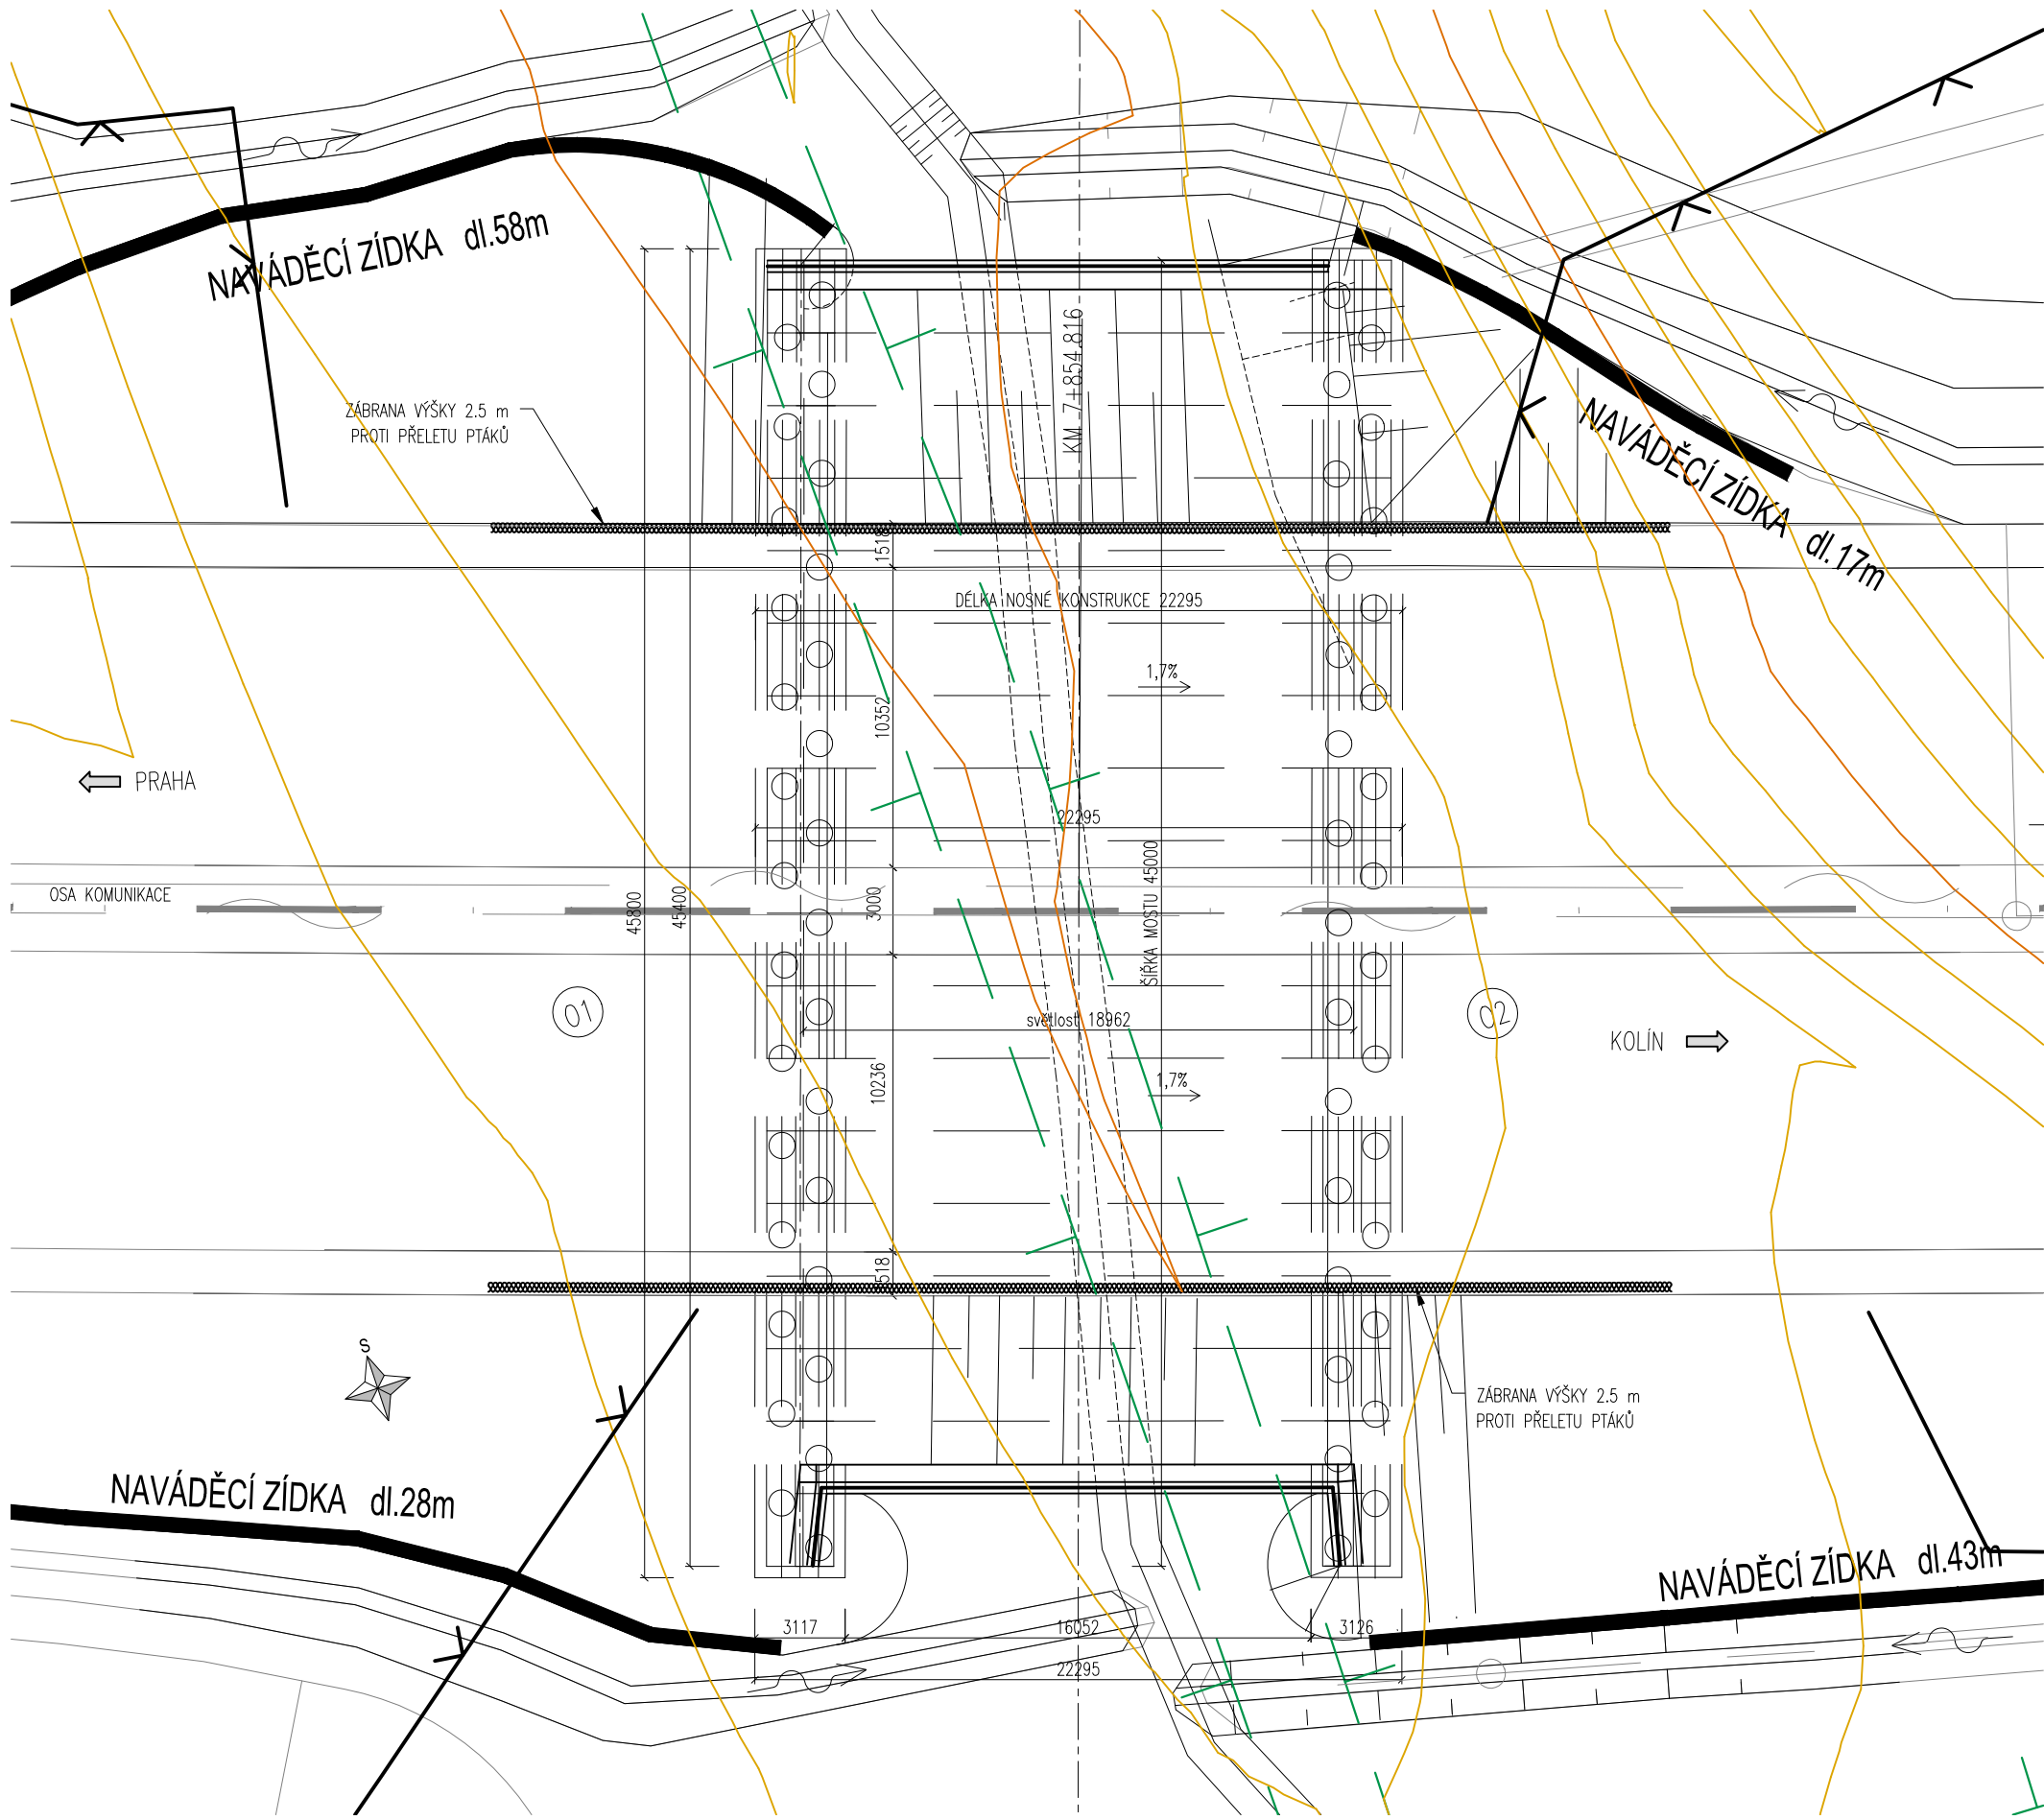 NAVÁDĚCÍ ZÍDKA dl.58m
KM 7+854.816
ZÁBRANA VÝŠKY 2.5 m
PROTI PŘELETU PTÁKŮ
NAVÁDĚCÍ ZÍDKA dl.17m
1518
DÉLKA NOSNÉ KONSTRUKCE 22295
1,7%
10352
PRAHA
22295
OSA KOMUNIKACE
45800
45400
3000
ŠÍŘKA MOSTU 45000
01
světlost 18962
02
KOLÍN
10236
1,7%
518
S
ZÁBRANA VÝŠKY 2.5 m
PROTI PŘELETU PTÁKŮ
NAVÁDĚCÍ ZÍDKA dl.28m
NAVÁDĚCÍ ZÍDKA dl.43m
3117
16052
3126
22295